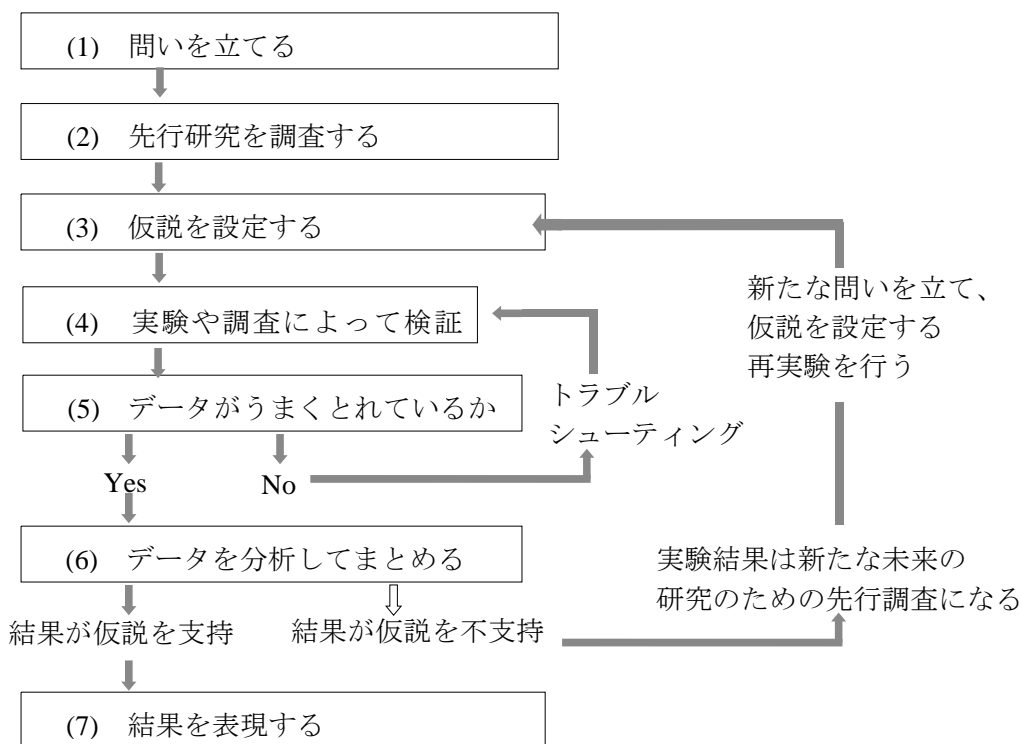 (1) 問いを立てる
(2) 先行研究を調査する
(3) 仮説を設定する
新たな問いを立て、
仮説を設定する
再実験を行う
(4) 実験や調査によって検証
トラブル
シューティング
(5) データがうまくとれているか
Yes
No
(6) データを分析してまとめる
実験結果は新たな未来の
研究のための先行調査になる
結果が仮説を支持
結果が仮説を不支持
(7) 結果を表現する